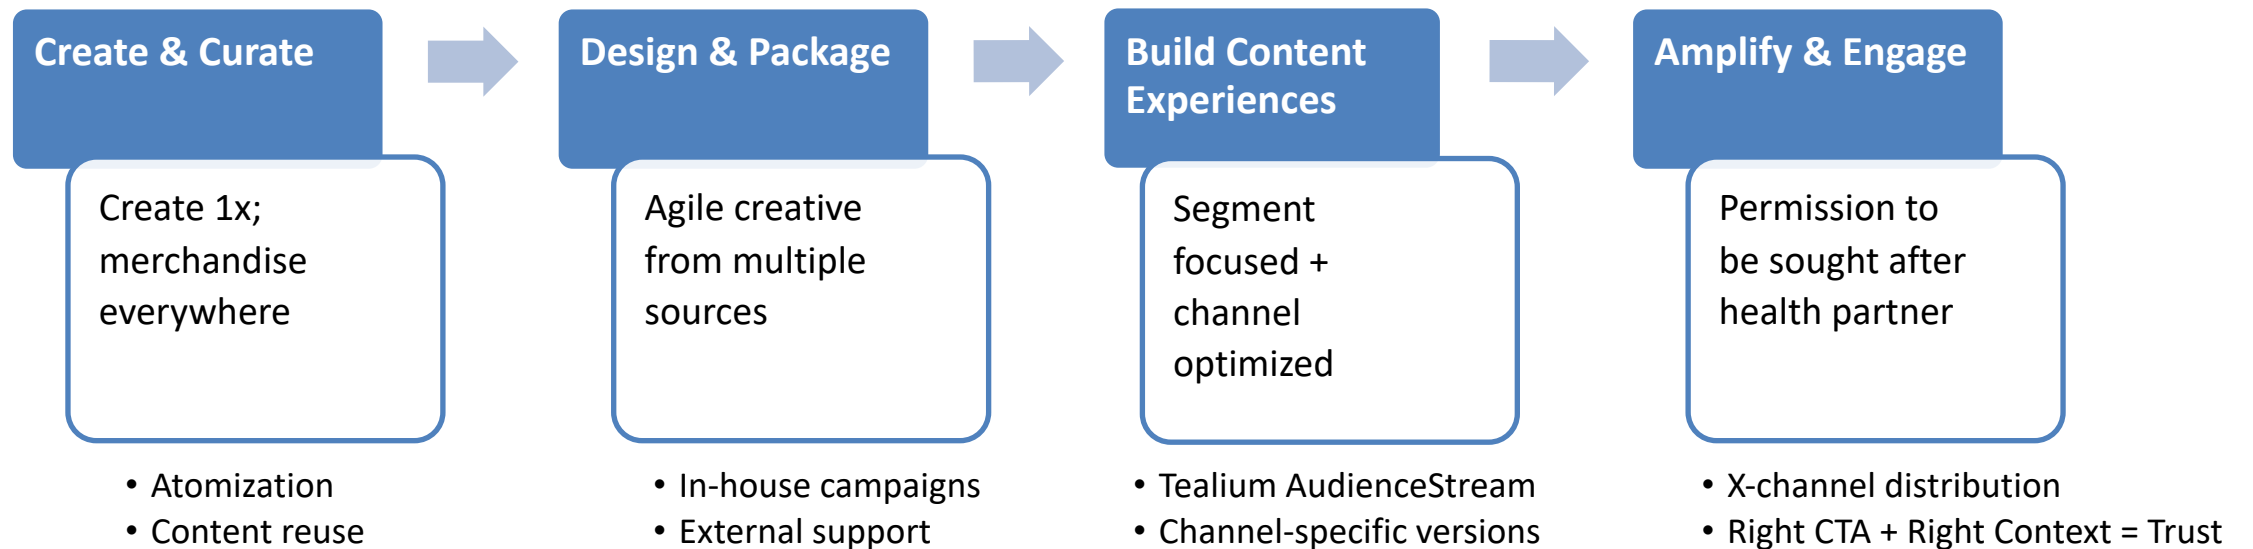 Create & Curate
Create 1x;
merchandise
everywhere
• Atomization
• Content reuse
Design & Package
Agile creative
from multiple
sources
• In-house campaigns
• External support
Build Content
Experiences
Segment
focused +
channel
optimized
• Tealium AudienceStream
• Channel-specific versions
Amplify & Engage
Permission to
be sought after
health partner
• X-channel distribution
• Right CTA + Right Context = Trust